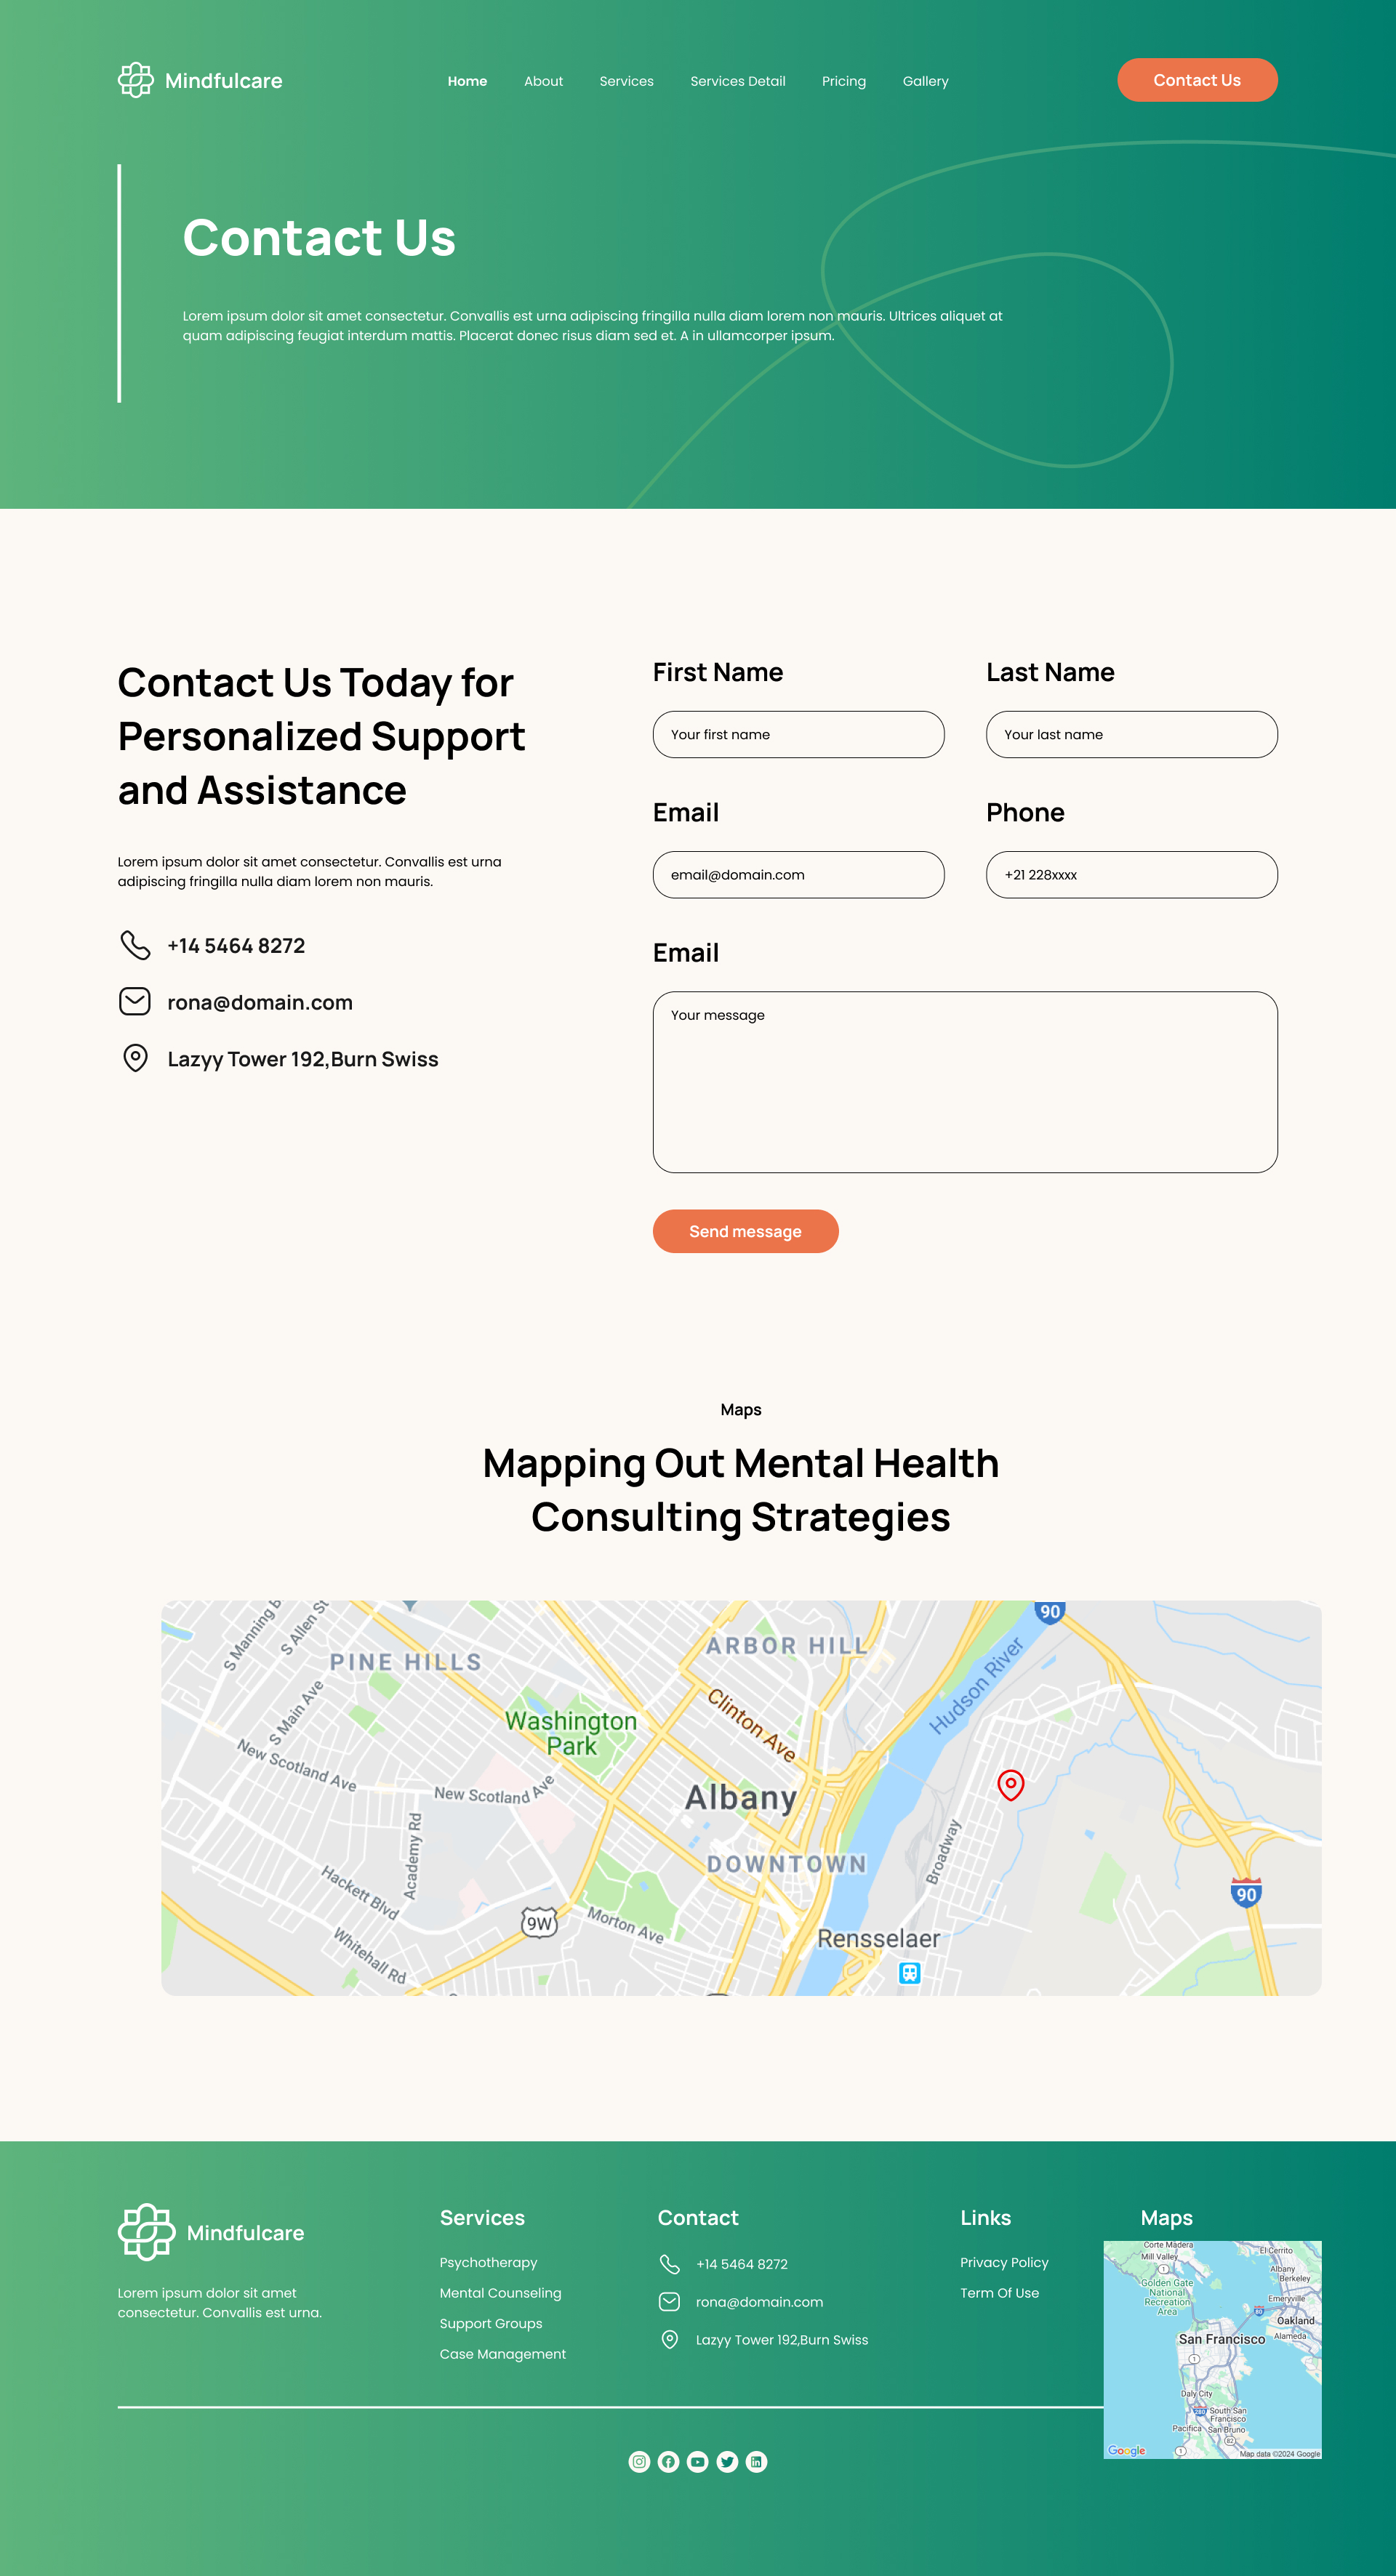 Mindfulcare
Home
About
Services
Services Detail
Pricing
Gallery
Contact Us
Contact Us
Lorem ipsum dolor sit amet consectetur. Convallis est urna adipiscing fringilla nulla diam lorem non mauris. Ultrices aliquet at
quam adipiscing feugiat interdum mattis. Placerat donec risus diam sed et. A in ullamcorper ipsum.
Contact Us Today for
Personalized Support
and Assistance
Lorem ipsum dolor sit amet consectetur. Convallis est urna
adipiscing fringilla nulla diam lorem non mauris.
+14 5464 8272
rona@domain.com
Lazyy Tower 192,Burn Swiss
First Name
Your first name
Last Name
Your last name
Email
email@domain.com
Phone
+21 228xxxx
Email
Your message
Send message
Maps
Mapping Out Mental Health
Consulting Strategies
S Manning B
S Allen St
PINE HILLS
ARBOR HILL
90
Hudson River
S Main Ave
Washington
Park
Clinton Ave
New Scotland Ave
New Scotland Ave
Albany
Academy Rd
DOWNTOWN
Broadway
Hackett Blvd
90
9W
Morton Ave
Whitehall Rd
Rensselaer
Mindfulcare
Lorem ipsum dolor sit amet
consectetur. Convallis est urna.
Services
Psychotherapy
Mental Counseling
Support Groups
Case Management
Contact
+14 5464 8272
rona@domain.com
Lazyy Tower 192,Burn Swiss
Links
Privacy Policy
Term Of Use
Maps
Corte Madera
Mill Valley
El Cerrito
1
Albany
Berkeley
Golden Gate
National
Recreation
Area
Emeryville
80
Oakland
San Francisco
Alameda
1
Daly City
280
South San
Francisco
Pacifica
San Bruno
82
1
Google
Map data ©2024 Google